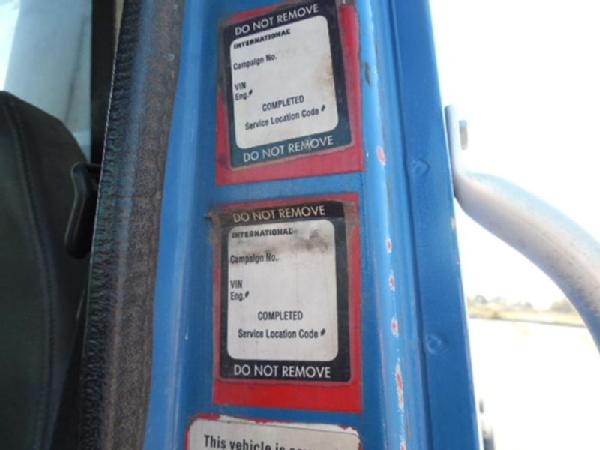 DO NOT REMOVE
INTERNATIONAL
Campaign No.
VIN
Eng.#
COMPLETED
Service Location Code #
DO NOT REMOVE
DO NOT REMOVE
INTERNATIONAL
Campaign No.
VIN
Eng.#
COMPLETED
Service Location Code #
DO NOT REMOVE
This vehicle is